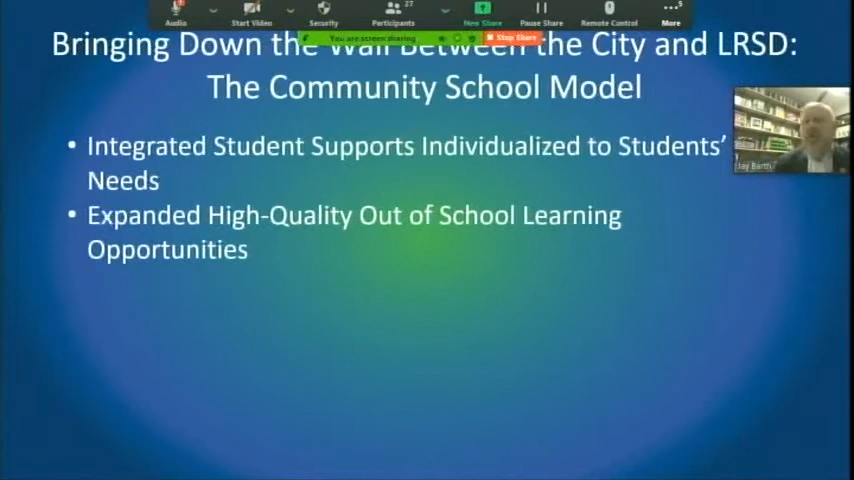 27
5
Audio Start Video Security Participants New Share Pause Share Remote Control More
You are screen sharing Stop Share
Bringing Down the Wall Between the City and LRSD:
The Community School Model
• Integrated Student Supports Individualized to Students’
Needs
• Expanded High-Quality Out of School Learning
Opportunities
Jay Barth